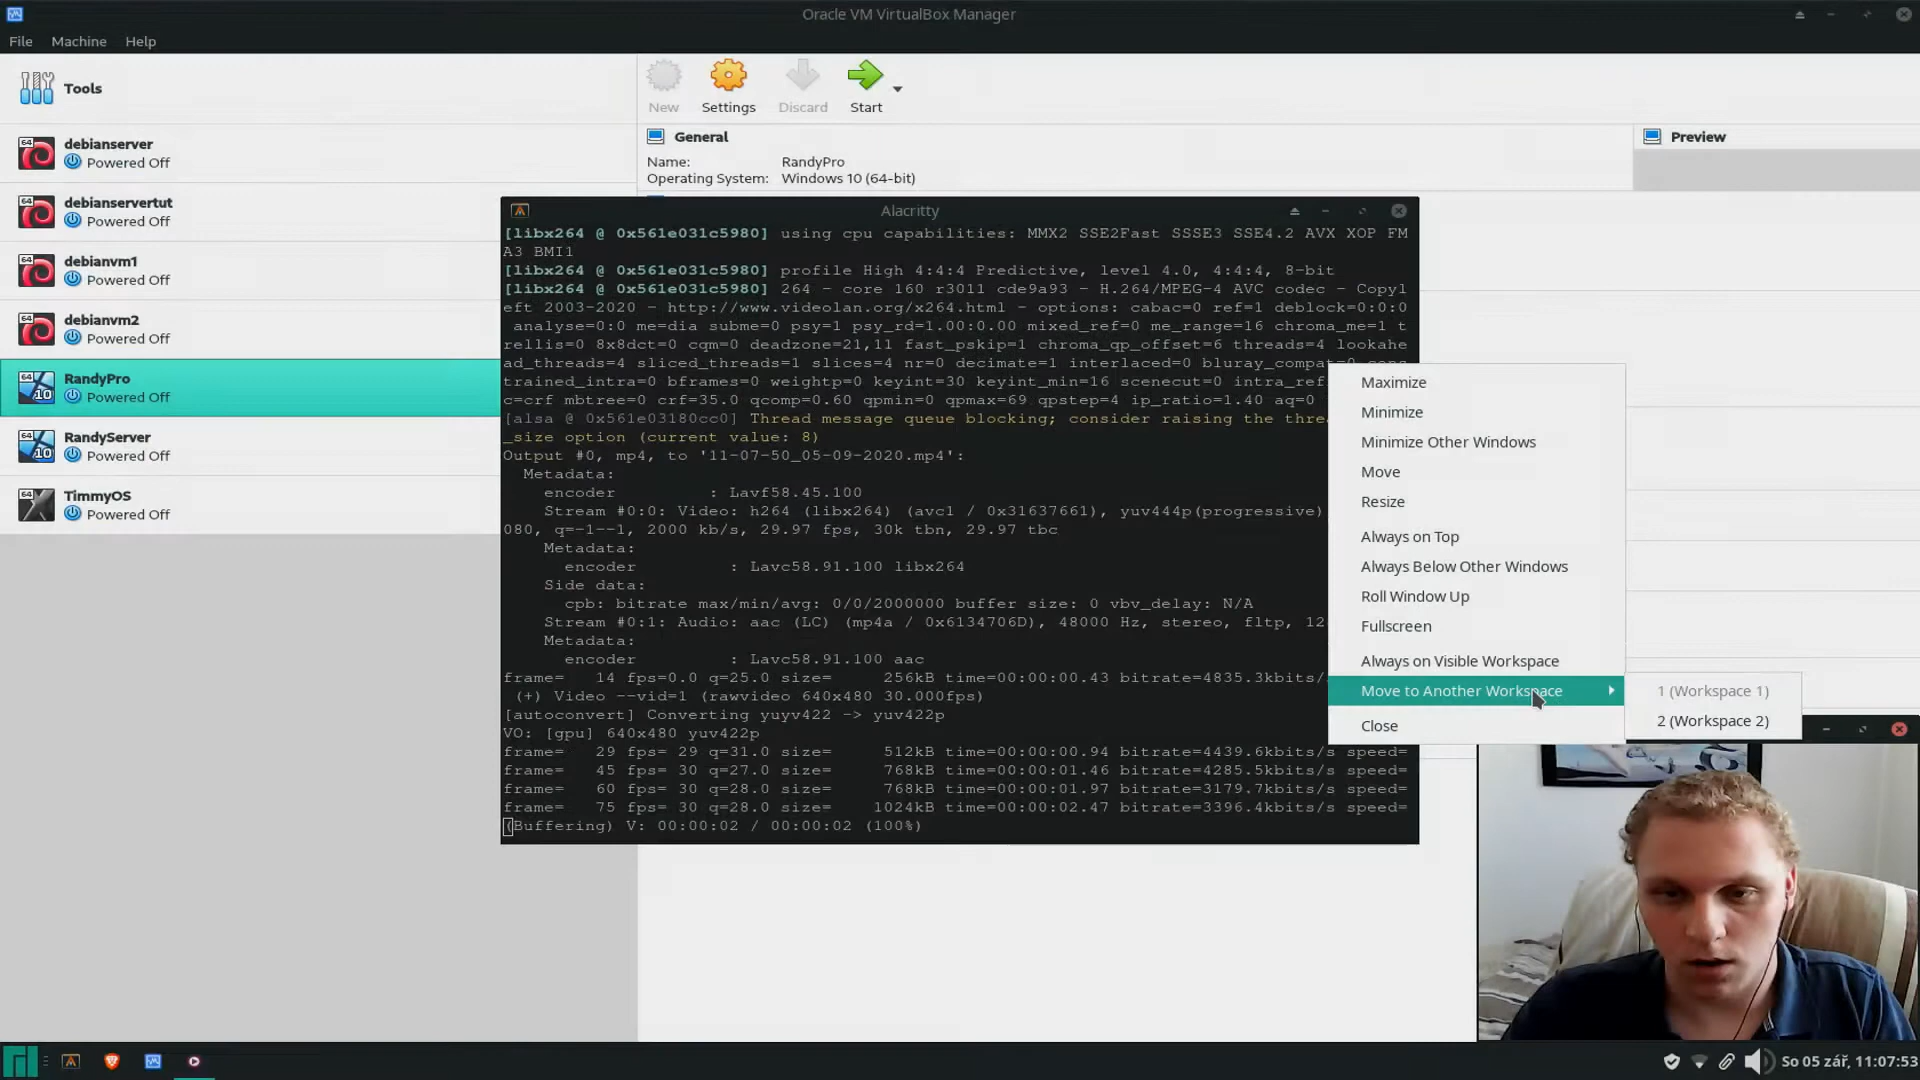 Oracle VM VirtualBox Manager
File Machine Help
Tools
New
Settings
Discard
Start
64
debianserver
Powered Off
64
debianservertut
Powered Off
64
debianvm1
Powered Off
64
debianvm2
Powered Off
64
10
RandyPro
Powered Off
64
10
RandyServer
Powered Off
64
TimmyOS
Powered Off
General
Name: RandyPro
Operating System: Windows 10 (64-bit)
Preview
Alacritty
[libx264 @ 0x561e031c5980] using cpu capabilities: MMX2 SSE2Fast SSSE3 SSE4.2 AVX XOP FM
A3 BMI1
[libx264 @ 0x561e031c5980] profile High 4:4:4 Predictive, level 4.0, 4:4:4, 8-bit
[libx264 @ 0x561e031c5980] 264 - core 160 r3011 cde9a93 - H.264/MPEG-4 AVC codec - Copyl
eft 2003-2020 - http://www.videolan.org/x264.html - options: cabac=0 ref=1 deblock=0:0:0
analyse=0:0 me=dia subme=0 psy=1 psy_rd=1.00:0.00 mixed_ref=0 me_range=16 chroma_me=1 t
rellis=0 8x8dct=0 cqm=0 deadzone=21,11 fast_pskip=1 chroma_qp_offset=6 threads=4 lookahe
ad_threads=4 sliced_threads=1 slices=4 nr=0 decimate=1 interlaced=0 bluray_compat=0 cons
trained_intra=0 bframes=0 weightp=0 keyint=30 keyint_min=16 scenecut=0 intra_ref
c=crf mbtree=0 crf=35.0 qcomp=0.60 qpmin=0 qpmax=69 qpstep=4 ip_ratio=1.40 aq=0
[alsa @ 0x561e03180cc0] Thread message queue blocking; consider raising the thre
_size option (current value: 8)
Output #0, mp4, to '11-07-50_05-09-2020.mp4':
Metadata:
encoder : Lavf58.45.100
Stream #0:0: Video: h264 (libx264) (avc1 / 0x31637661), yuv444p(progressive)
080, q=-1--1, 2000 kb/s, 29.97 fps, 30k tbn, 29.97 tbc
Metadata:
encoder : Lavc58.91.100 libx264
Side data:
cpb: bitrate max/min/avg: 0/0/2000000 buffer size: 0 vbv_delay: N/A
Stream #0:1: Audio: aac (LC) (mp4a / 0x6134706D), 48000 Hz, stereo, fltp, 12
Metadata:
encoder : Lavc58.91.100 aac
frame= 14 fps=0.0 q=25.0 size= 256kB time=00:00:00.43 bitrate=4835.3kbits/
(+) Video --vid=1 (rawvideo 640x480 30.000fps)
[autoconvert] Converting yuyv422 -> yuv422p
VO: [gpu] 640x480 yuv422p
frame= 29 fps= 29 q=31.0 size= 512kB time=00:00:00.94 bitrate=4439.6kbits/s speed=
frame= 45 fps= 30 q=27.0 size= 768kB time=00:00:01.46 bitrate=4285.5kbits/s speed=
frame= 60 fps= 30 q=28.0 size= 768kB time=00:00:01.97 bitrate=3179.7kbits/s speed=
frame= 75 fps= 30 q=28.0 size= 1024kB time=00:00:02.47 bitrate=3396.4kbits/s speed=
(Buffering) V: 00:00:02 / 00:00:02 (100%)
Maximize
Minimize
Minimize Other Windows
Move
Resize
Always on Top
Always Below Other Windows
Roll Window Up
Fullscreen
Always on Visible Workspace
Move to Another Workspace
Close
1 (Workspace 1)
2 (Workspace 2)
So 05 zář, 11:07:53